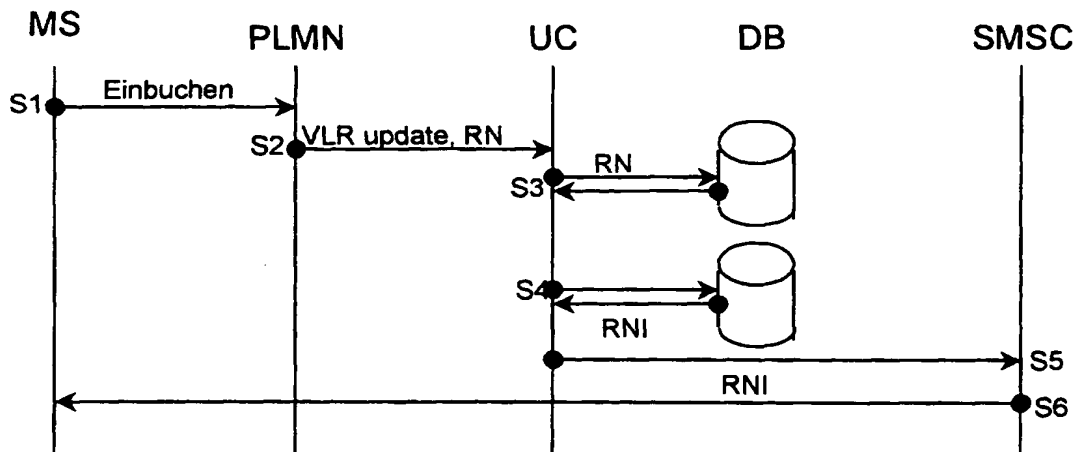 MS PLMN UC DB SMSC
S1 Einbuchen
S2 VLR update, RN
RN
S3
S4
RNI
S5
RNI
S6